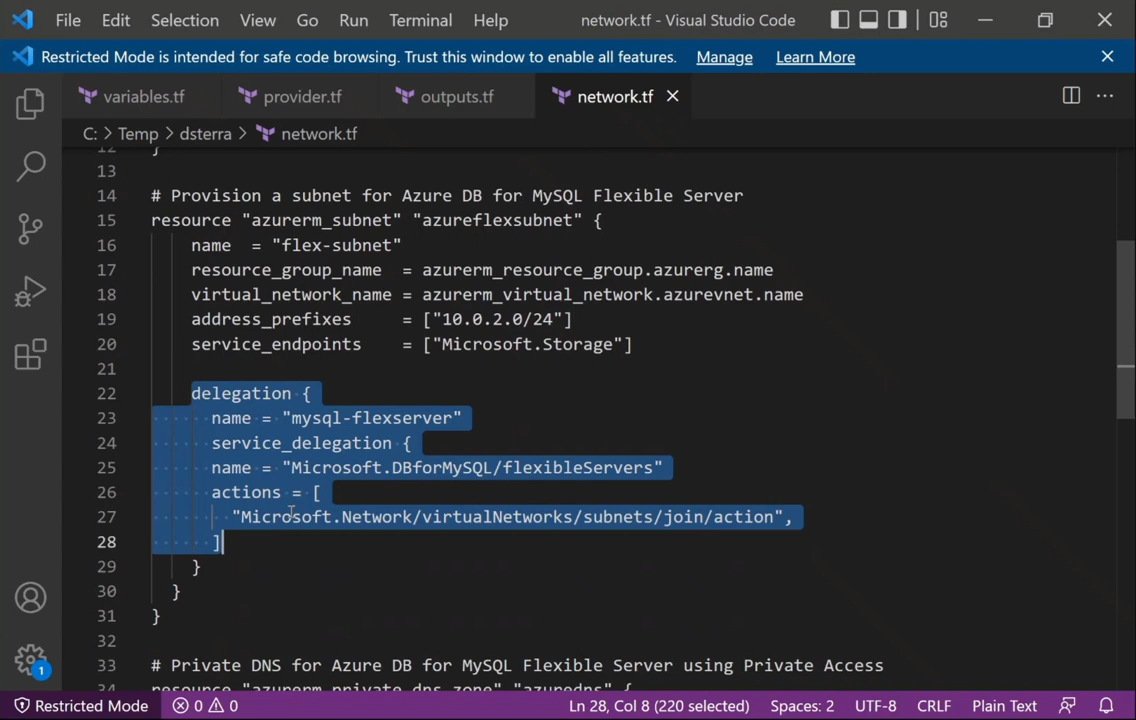 File Edit Selection View Go Run Terminal Help network.tf - Visual Studio Code
Restricted Mode is intended for safe code browsing. Trust this window to enable all features. Manage Learn More
variables.tf provider.tf outputs.tf network.tf
C: > Temp > dsterra > network.tf
12 }
13
14 # Provision a subnet for Azure DB for MySQL Flexible Server
15 resource "azurerm_subnet" "azureflexsubnet" {
16 name = "flex-subnet"
17 resource_group_name = azurerm_resource_group.azurerg.name
18 virtual_network_name = azurerm_virtual_network.azurevnet.name
19 address_prefixes = ["10.0.2.0/24"]
20 service_endpoints = ["Microsoft.Storage"]
21
22 delegation {
23 name = "mysql-flexserver"
24 service_delegation {
25 name = "Microsoft.DBforMySQL/flexibleServers"
26 actions = [
27 "Microsoft.Network/virtualNetworks/subnets/join/action",
28 ]
29 }
30 }
31 }
32
33 # Private DNS for Azure DB for MySQL Flexible Server using Private Access
34 resource "azurerm_private_dns_zone" "azuredns" {
1
Restricted Mode 0 0 Ln 28, Col 8 (220 selected) Spaces: 2 UTF-8 CRLF Plain Text